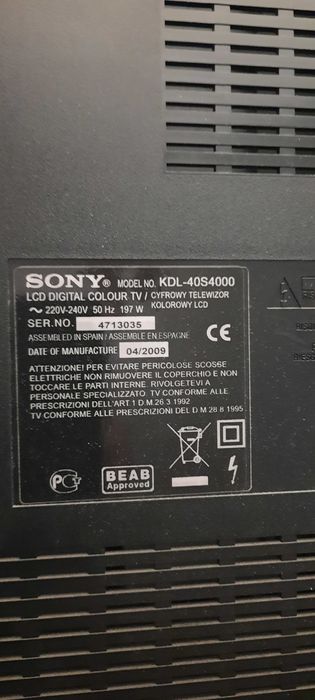 SONY® MODEL NO. KDL-40S4000
LCD DIGITAL COLOUR TV / CYFROWY TELEWIZOR
~ 220V-240V 50 Hz 197 W KOLOROWY LCD
SER.NO. 4713035
ASSEMBLED IN SPAIN / ASSEMBLE EN ESPAGNE
CE
DATE OF MANUFACTURE 04/2009
ATTENZIONE! PER EVITARE PERICOLOSE SCOSSE
ELETTRICHE NON RIMUOVERE IL COPERCHIO E NON
TOCCARE LE PARTI INTERNE. RIVOLGETEVI A
PERSONALE SPECIALIZZATO. TV CONFORME ALLE
PRESCRIZIONI DELL'ART 1 D.M.26.3 1992
TV CONFORME ALLE PRESCRIZIONI DEL D M 28 8 1995
BEAB
Approved